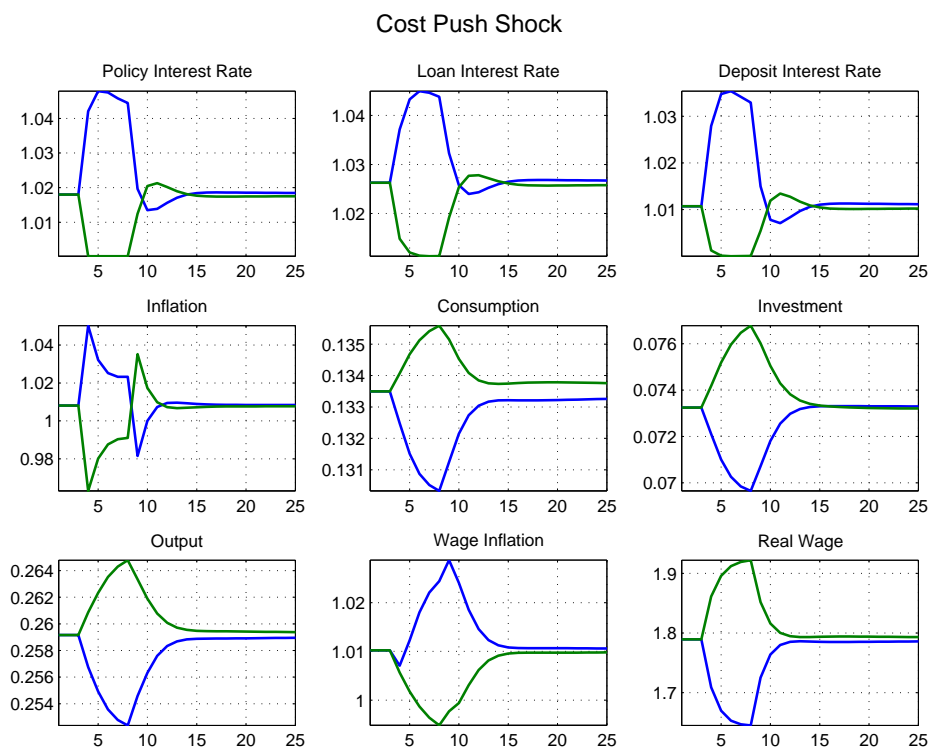 Cost Push Shock
Policy Interest Rate
Loan Interest Rate
Deposit Interest Rate
1.04
1.03
1.02
1.01
5 10 15 20 25
1.04
1.03
1.02
5 10 15 20 25
1.03
1.02
1.01
5 10 15 20 25
Inflation
Consumption
Investment
1.04
1.02
1
0.98
5 10 15 20 25
0.135
0.134
0.133
0.132
0.131
5 10 15 20 25
0.076
0.074
0.072
0.07
5 10 15 20 25
Output
Wage Inflation
Real Wage
0.264
0.262
0.26
0.258
0.256
0.254
5 10 15 20 25
1.02
1.01
1
5 10 15 20 25
1.9
1.8
1.7
5 10 15 20 25